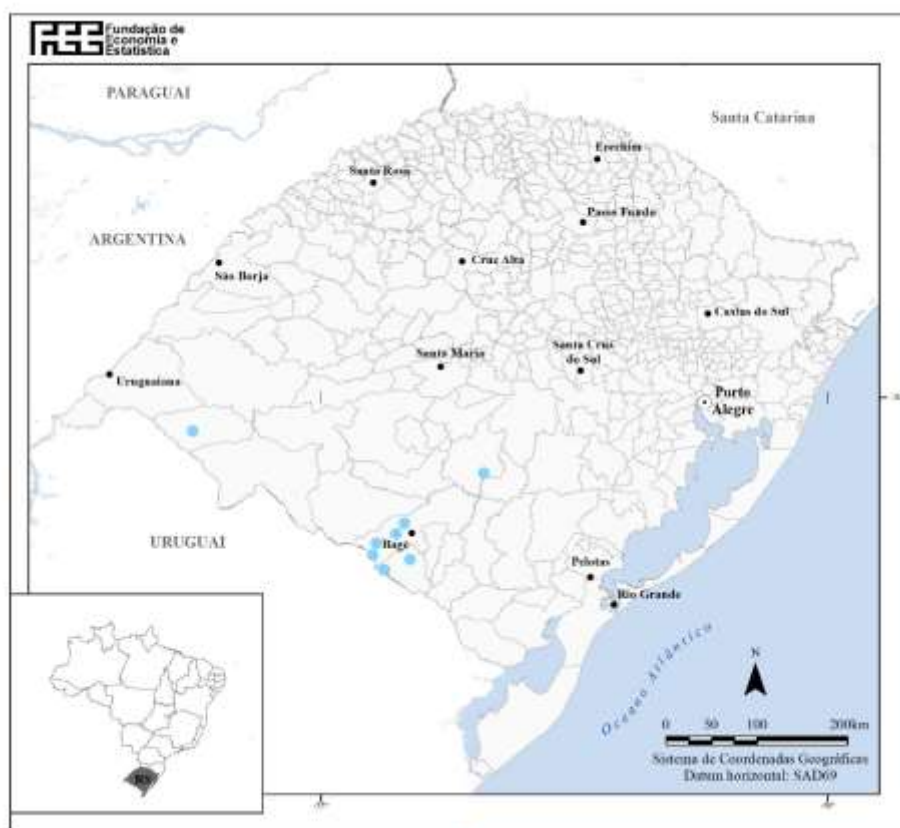 FEE
Fundação de
Economia e
Estatística
PARAGUAI
Santa Catarina
Erechim
Santa Rosa
Passo Fundo
ARGENTINA
Cruz Alta
São Borja
Caxias do Sul
Santa Cruz
do Sul
Santa Maria
Uruguaiana
Porto
Alegre
URUGUAI
Bagé
Pelotas
Rio Grande
Oceano Atlântico
N
0 50 100 200km
Sistema de Coordenadas Geográficas
Datum horizontal: SAD69
RS